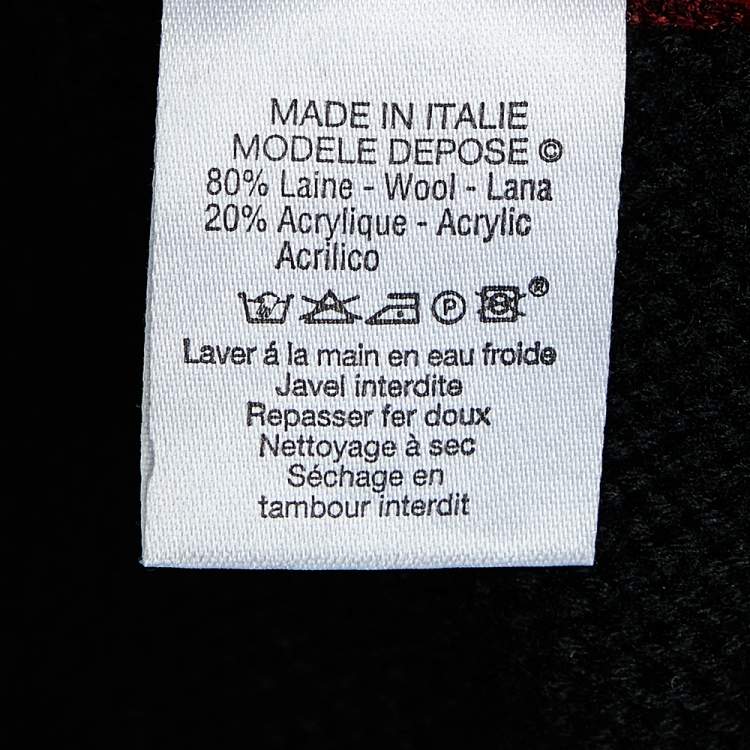 MADE IN ITALIE
MODELE DEPOSE ©
80% Laine - Wool - Lana
20% Acrylique - Acrylic
Acrilico
P ®
Laver á la main en eau froide
Javel interdite
Repasser fer doux
Nettoyage à sec
Séchage en
tambour interdit